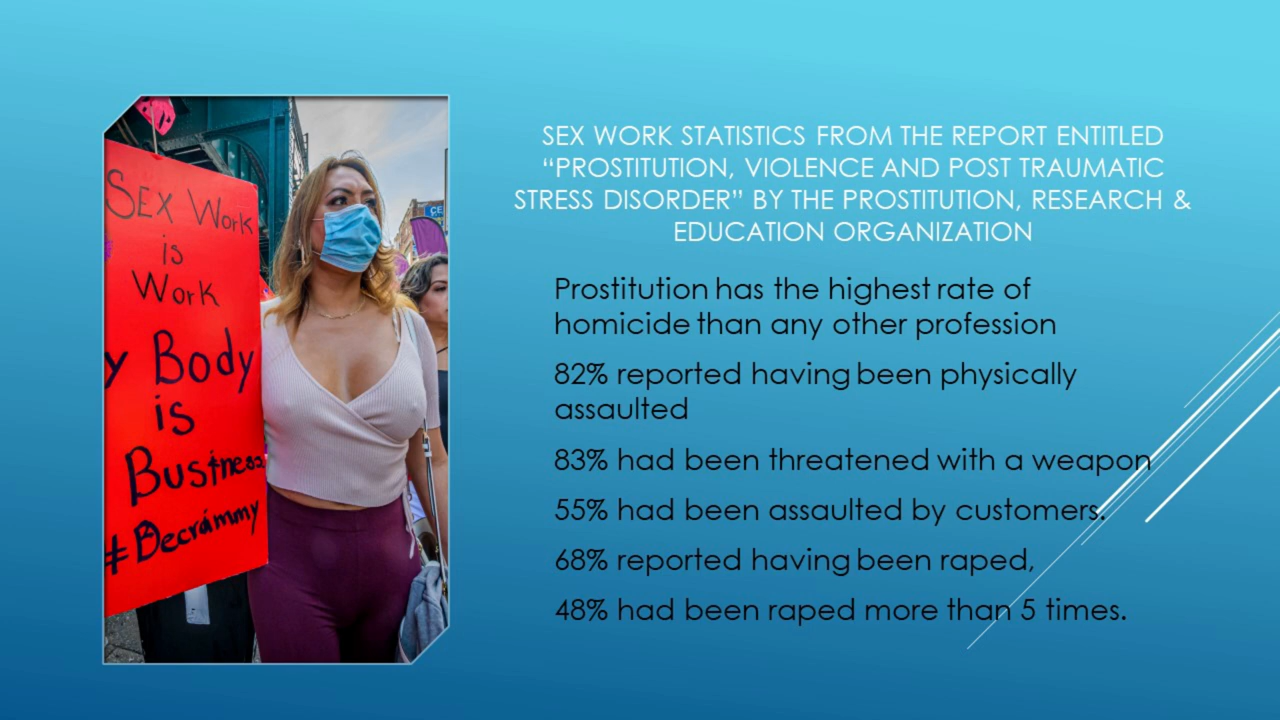 SEX WORK STATISTICS FROM THE REPORT ENTITLED
“PROSTITUTION, VIOLENCE AND POST TRAUMATIC
STRESS DISORDER” BY THE PROSTITUTION, RESEARCH &
EDUCATION ORGANIZATION
Prostitution has the highest rate of
homicide than any other profession
82% reported having been physically
assaulted
83% had been threatened with a weapon
55% had been assaulted by customers.
68% reported having been raped,
48% had been raped more than 5 times.
SEX Work
is
Work
y Body
is
Business
#Decrimmy
CE